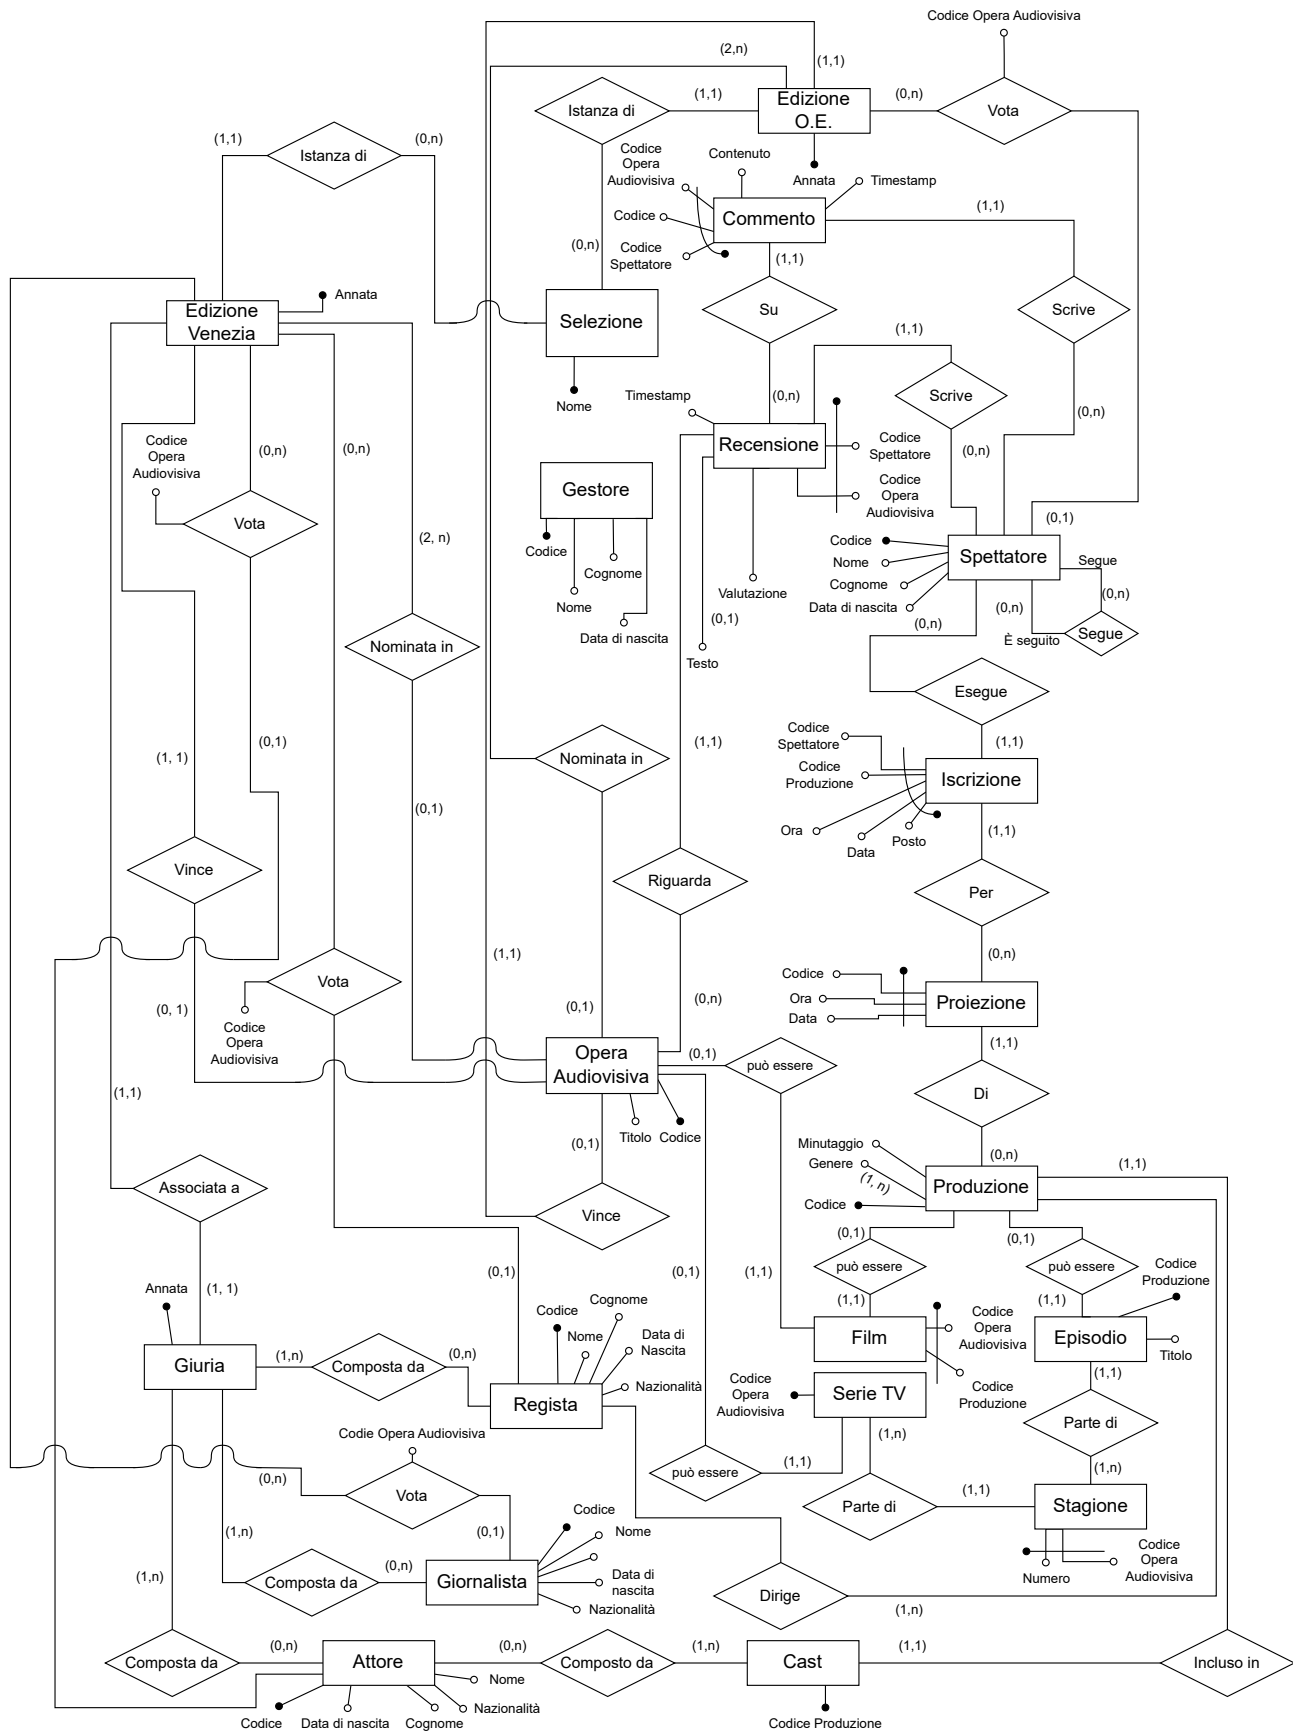 Codice Opera Audiovisiva
(2,n)
(1,1)
Istanza di
(1,1)
Edizione
O.E.
(0,n)
Vota
(1,1)
Istanza di
(0,n)
Codice
Opera
Audiovisiva
Contenuto
Annata
Timestamp
Codice
Commento
(1,1)
Codice
Spettatore
(0,n)
(1,1)
Edizione
Venezia
Annata
Selezione
Su
Scrive
(1,1)
Nome
Timestamp
(0,n)
Scrive
(0,n)
Codice
Opera
Audiovisiva
(0,n)
(0,n)
Recensione
Codice
Spettatore
(0,n)
Codice
Opera
Audiovisiva
Gestore
Vota
(0,1)
(2, n)
Codice
Cognome
Nome
Data di nascita
Valutazione
(0,1)
Testo
Codice
Nome
Cognome
Data di nascita
Spettatore
Segue
(0,n)
(0,n)
(0,n)
È seguito
Segue
Nominata in
Esegue
(1, 1)
(0,1)
Nominata in
(1,1)
Codice
Spettatore
(1,1)
Codice
Produzione
Iscrizione
(0,1)
Ora
Data
Posto
(1,1)
Vince
Riguarda
Per
(1,1)
(0,n)
Vota
Codice
Ora
Data
Proiezione
(0, 1)
Codice
Opera
Audiovisiva
(0,1)
(0,n)
(1,1)
Opera
Audiovisiva
(0,1)
può essere
(1,1)
Di
Titolo
Codice
(0,1)
Minutaggio
Genere
(1, n)
Codice
(0,n)
Produzione
(1,1)
Associata a
Vince
(0,1)
(0,1)
(0,1)
(0,1)
(1,1)
può essere
può essere
Annata
(1, 1)
Codice
Nome
Cognome
Data di
Nascita
Nazionalità
(1,1)
(1,1)
Codice
Produzione
Film
Codice
Opera
Audiovisiva
Codice
Produzione
Episodio
Titolo
Giuria
(1,n)
Composta da
(0,n)
Regista
Codice
Opera
Audiovisiva
Serie TV
(1,1)
Parte di
(1,n)
Codie Opera Audiovisiva
(0,n)
Vota
(0,1)
può essere
(1,1)
(1,n)
Parte di
(1,1)
Stagione
Numero
Codice
Opera
Audiovisiva
(1,n)
(1,n)
Composta da
(0,n)
Giornalista
Codice
Nome
Data di
nascita
Nazionalità
Dirige
(1,n)
Composta da
(0,n)
Attore
(0,n)
Composto da
(1,n)
Cast
(1,1)
Incluso in
Nome
Nazionalità
Codice
Data di nascita
Cognome
Codice Produzione